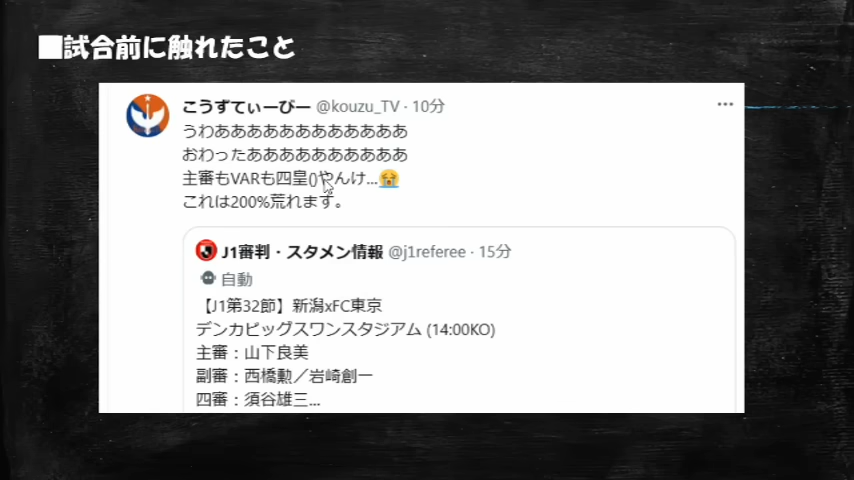 ■試合前に触れたこと
こうずてぃーびー @kouzu_TV · 10分
うわあああああああああああああ
おわったああああああああああ
主審もVARも四皇()やんけ...😭
これは200%荒れます。
J1審判・スタメン情報 @j1referee · 15分
自動
【J1第32節】新潟xFC東京
デンカビッグスワンスタジアム (14:00KO)
主審：山下良美
副審：西橋勲／岩崎創一
四審：須谷雄三...